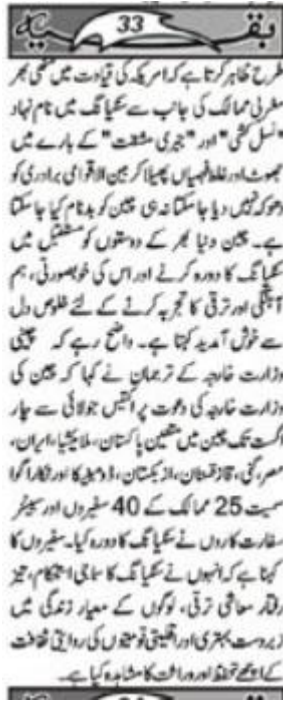 بقیہ 33
طرح ظاہر کرتا ہے کہ امریکہ کی قیادت میں مٹھی بھر
مغربی ممالک کی جانب سے سنکیانگ میں نام نہاد
"نسل کشی" اور "جبری مشقت" کے بارے میں
جھوٹ اور غلط فہمیاں پھیلا کر بین الاقوامی برادری کو
دھوکہ نہیں دیا جا سکتا نہ ہی چین کو بدنام کیا جا سکتا
ہے۔ چین دنیا بھر کے دوستوں کو مستقبل میں
سنکیانگ کا دورہ کرنے اور اس کی خوبصورتی، ہم
آہنگی اور ترقی کا تجربہ کرنے کے لئے خلوص دل
سے خوش آمدید کہتا ہے۔ واضح رہے کہ چینی
وزارت خارجہ کے ترجمان نے کہا کہ چین کی
وزارت خارجہ کی دعوت پر اکتیس جولائی سے چار
اگست تک چین میں متعین پاکستان، ملائیشیا، ایران،
مصر، فجی، قازقستان، ازبکستان، ڈومینیکا اور نکاراگوا
سمیت 25 ممالک کے 40 سفیروں اور سینئر
سفارت کاروں نے سنکیانگ کا دورہ کیا۔ سفیروں کا
کہنا ہے کہ انہوں نے سنکیانگ کا سماجی استحکام، تیز
رفتار معاشی ترقی، لوگوں کے معیار زندگی میں
زبردست بہتری اور اقلیتی قومیتوں کی روایتی ثقافت
کے اچھے تحفظ اور وراثت کا مشاہدہ کیا ہے۔